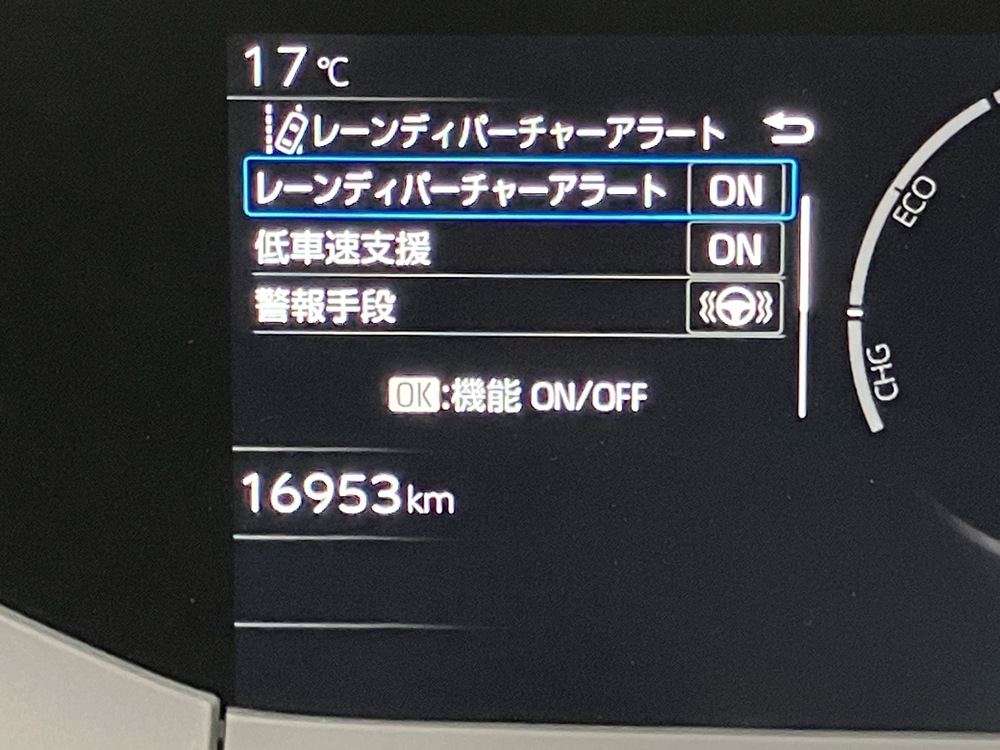 17℃
レーンディパーチャーアラート
レーンディパーチャーアラート ON
低車速支援 ON
警報手段
OK:機能 ON/OFF
16953km
ECO
CHG